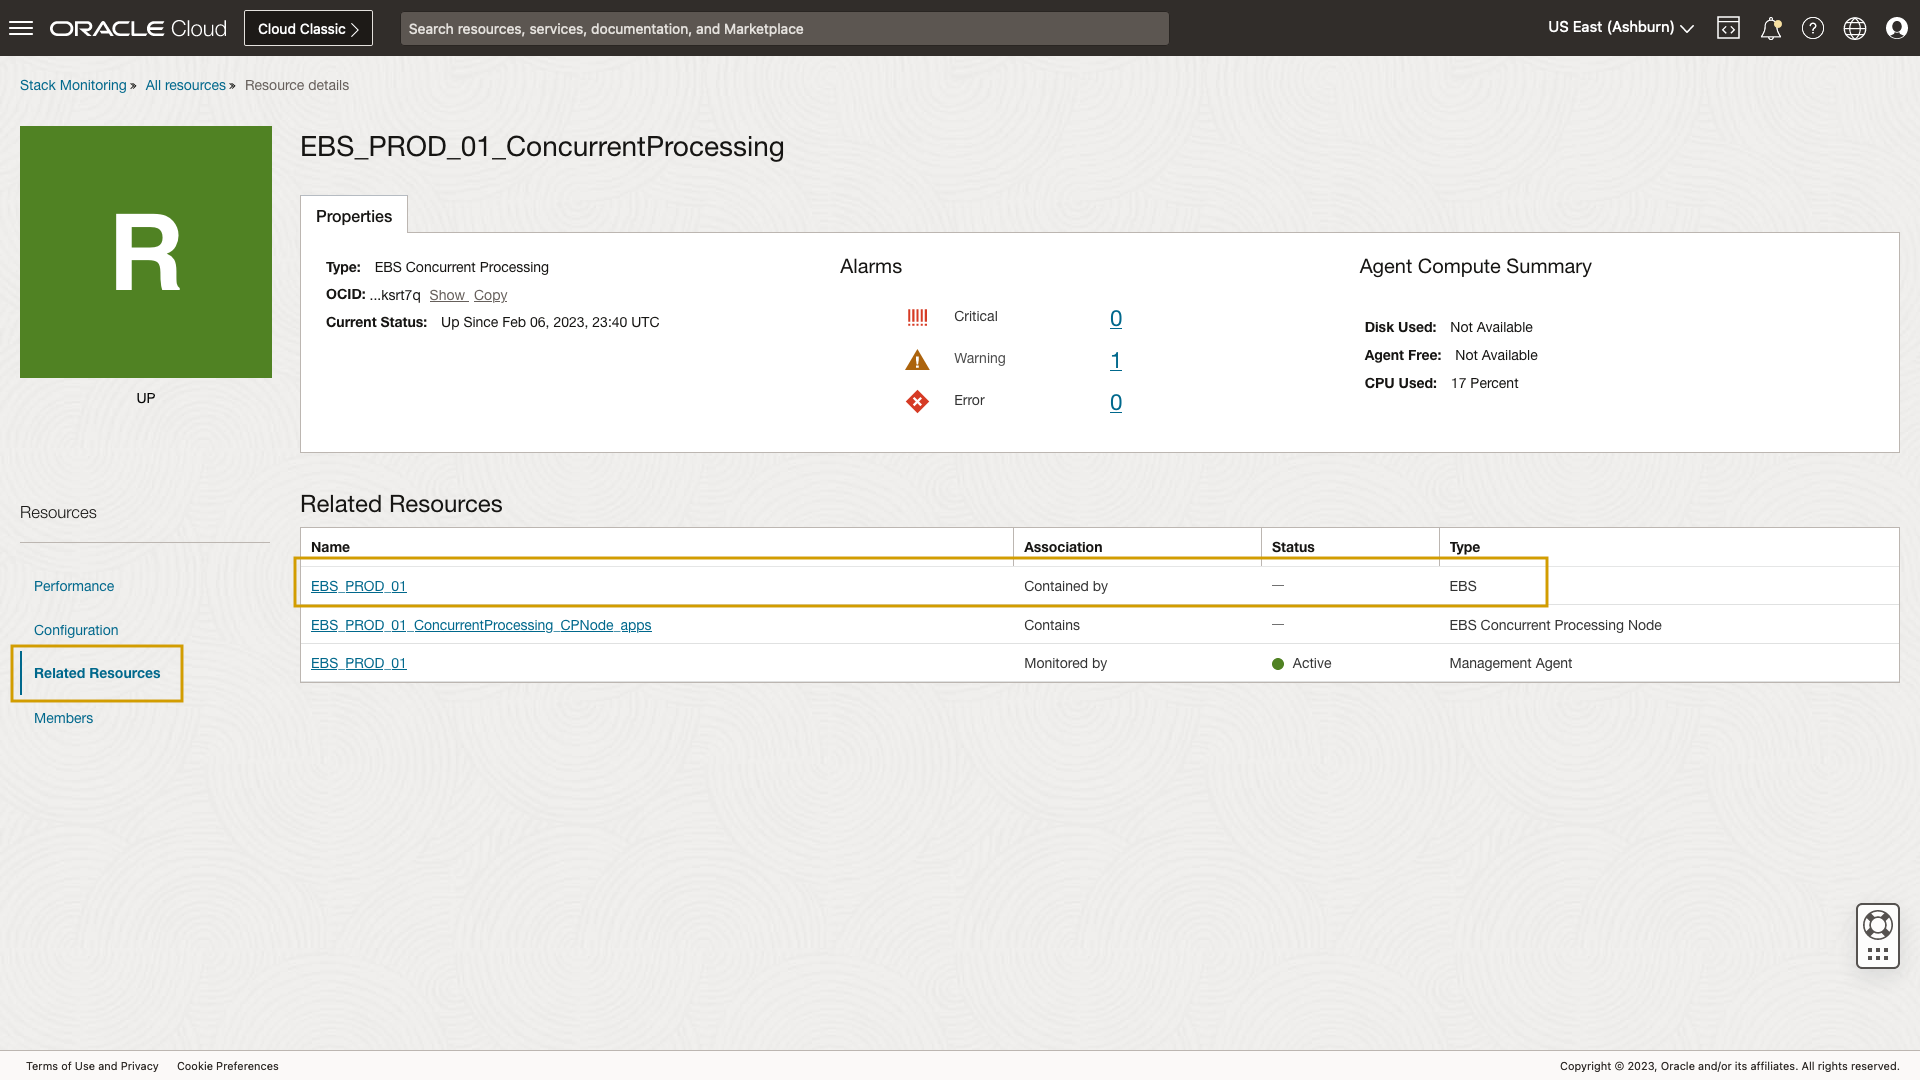 ORACLE Cloud
Cloud Classic
Search resources, services, documentation, and Marketplace
US East (Ashburn)
Stack Monitoring » All resources » Resource details
R
UP
EBS_PROD_01_ConcurrentProcessing
Properties
Type: EBS Concurrent Processing
OCID: ...ksrt7q Show Copy
Current Status: Up Since Feb 06, 2023, 23:40 UTC
Alarms
Critical 0
Warning 1
Error 0
Agent Compute Summary
Disk Used: Not Available
Agent Free: Not Available
CPU Used: 17 Percent
Resources
Performance
Configuration
Related Resources
Members
Related Resources
Name Association Status Type
EBS_PROD_01 Contained by — EBS
EBS_PROD_01_ConcurrentProcessing_CPNode_apps Contains — EBS Concurrent Processing Node
EBS_PROD_01 Monitored by Active Management Agent
Terms of Use and Privacy Cookie Preferences
Copyright © 2023, Oracle and/or its affiliates. All rights reserved.